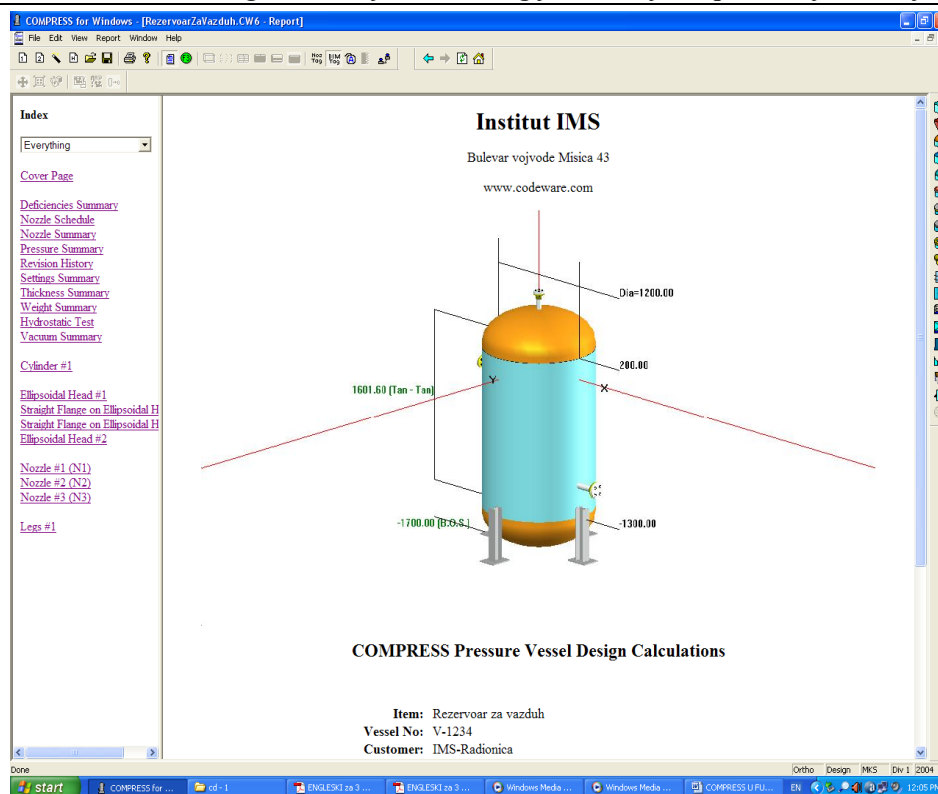 COMPRESS for Windows - [RezervoarZaVazduh.CW6 - Report]
File Edit View Report Window Help
Index
Everything
Cover Page
Deficiencies Summary
Nozzle Schedule
Nozzle Summary
Pressure Summary
Revision History
Settings Summary
Thickness Summary
Weight Summary
Hydrostatic Test
Vacuum Summary
Cylinder #1
Ellipsoidal Head #1
Straight Flange on Ellipsoidal H
Straight Flange on Ellipsoidal H
Ellipsoidal Head #2
Nozzle #1 (N1)
Nozzle #2 (N2)
Nozzle #3 (N3)
Legs #1
Institut IMS
Bulevar vojvode Misica 43
www.codeware.com
Dia=1200.00
200.00
1601.60 (Tan - Tan)
Y
X
-1700.00 (B.O.S.)
-1300.00
COMPRESS Pressure Vessel Design Calculations
Item: Rezervoar za vazduh
Vessel No: V-1234
Customer: IMS-Radionica
Done
Ortho Design MKS Div 1 2004
start COMPRESS for ... cd - 1 ENGLESKI za 3 ... ENGLESKI za 3 ... Windows Media ... Windows Media ... COMPRESS U FU... EN 12:05 PM